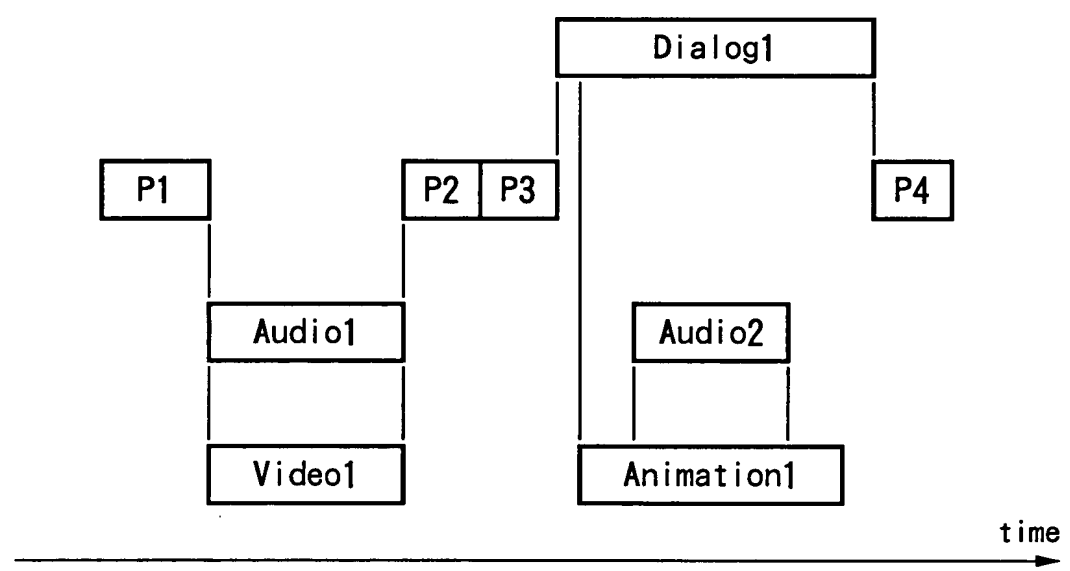 Dialog1
P1
P2
P3
P4
Audio1
Audio2
Video1
Animation1
time